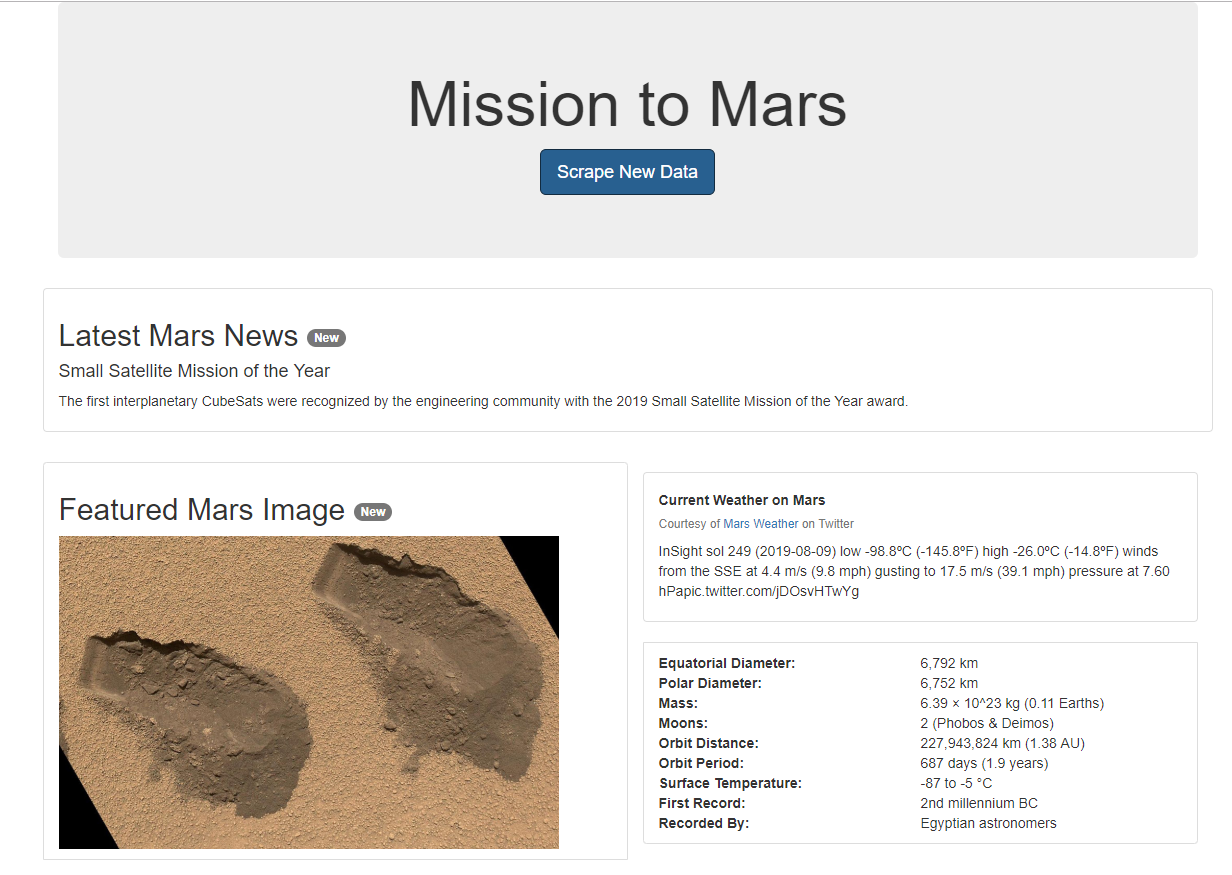 Mission to Mars
Scrape New Data
Latest Mars News New
Small Satellite Mission of the Year
The first interplanetary CubeSats were recognized by the engineering community with the 2019 Small Satellite Mission of the Year award.
Featured Mars Image New
Current Weather on Mars
Courtesy of Mars Weather on Twitter
InSight sol 249 (2019-08-09) low -98.8ºC (-145.8ºF) high -26.0ºC (-14.8ºF) winds
from the SSE at 4.4 m/s (9.8 mph) gusting to 17.5 m/s (39.1 mph) pressure at 7.60
hPapic.twitter.com/jDOsvHTwYg
Equatorial Diameter: 6,792 km
Polar Diameter: 6,752 km
Mass: 6.39 × 10^23 kg (0.11 Earths)
Moons: 2 (Phobos & Deimos)
Orbit Distance: 227,943,824 km (1.38 AU)
Orbit Period: 687 days (1.9 years)
Surface Temperature: -87 to -5 °C
First Record: 2nd millennium BC
Recorded By: Egyptian astronomers